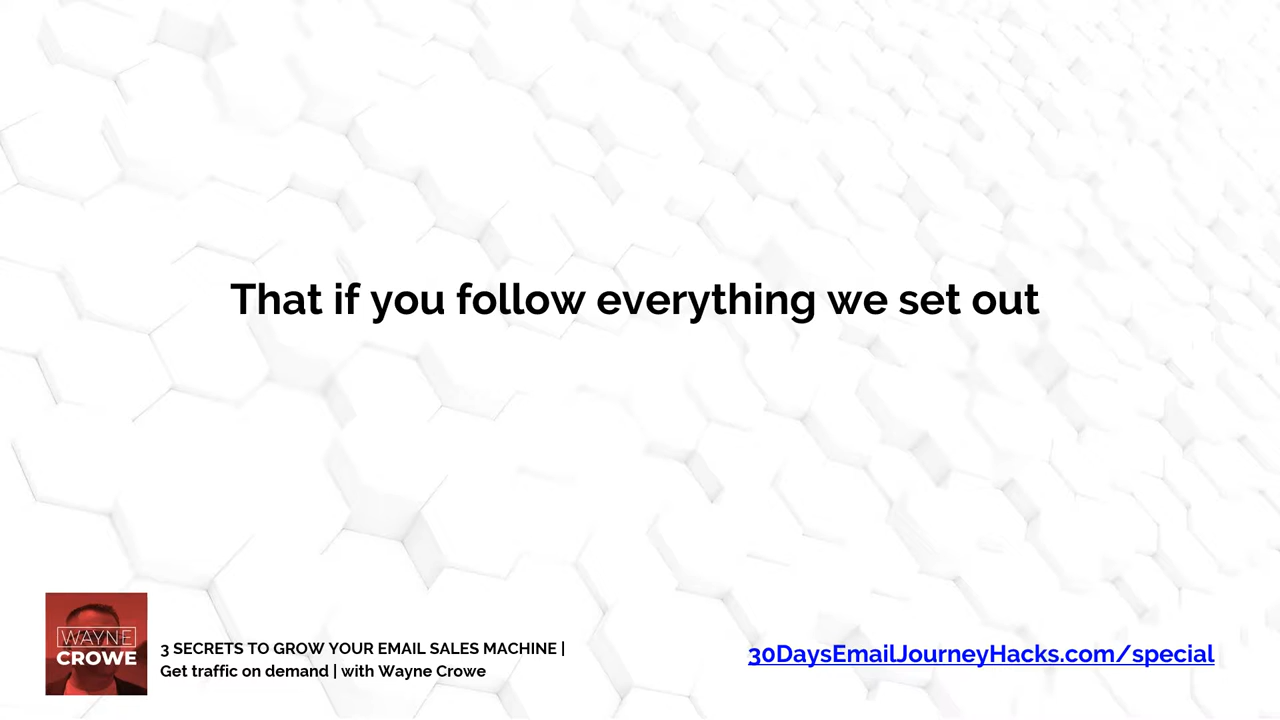 That if you follow everything we set out
WAYNE
CROWE
3 SECRETS TO GROW YOUR EMAIL SALES MACHINE |
Get traffic on demand | with Wayne Crowe
30DaysEmailJourneyHacks.com/special